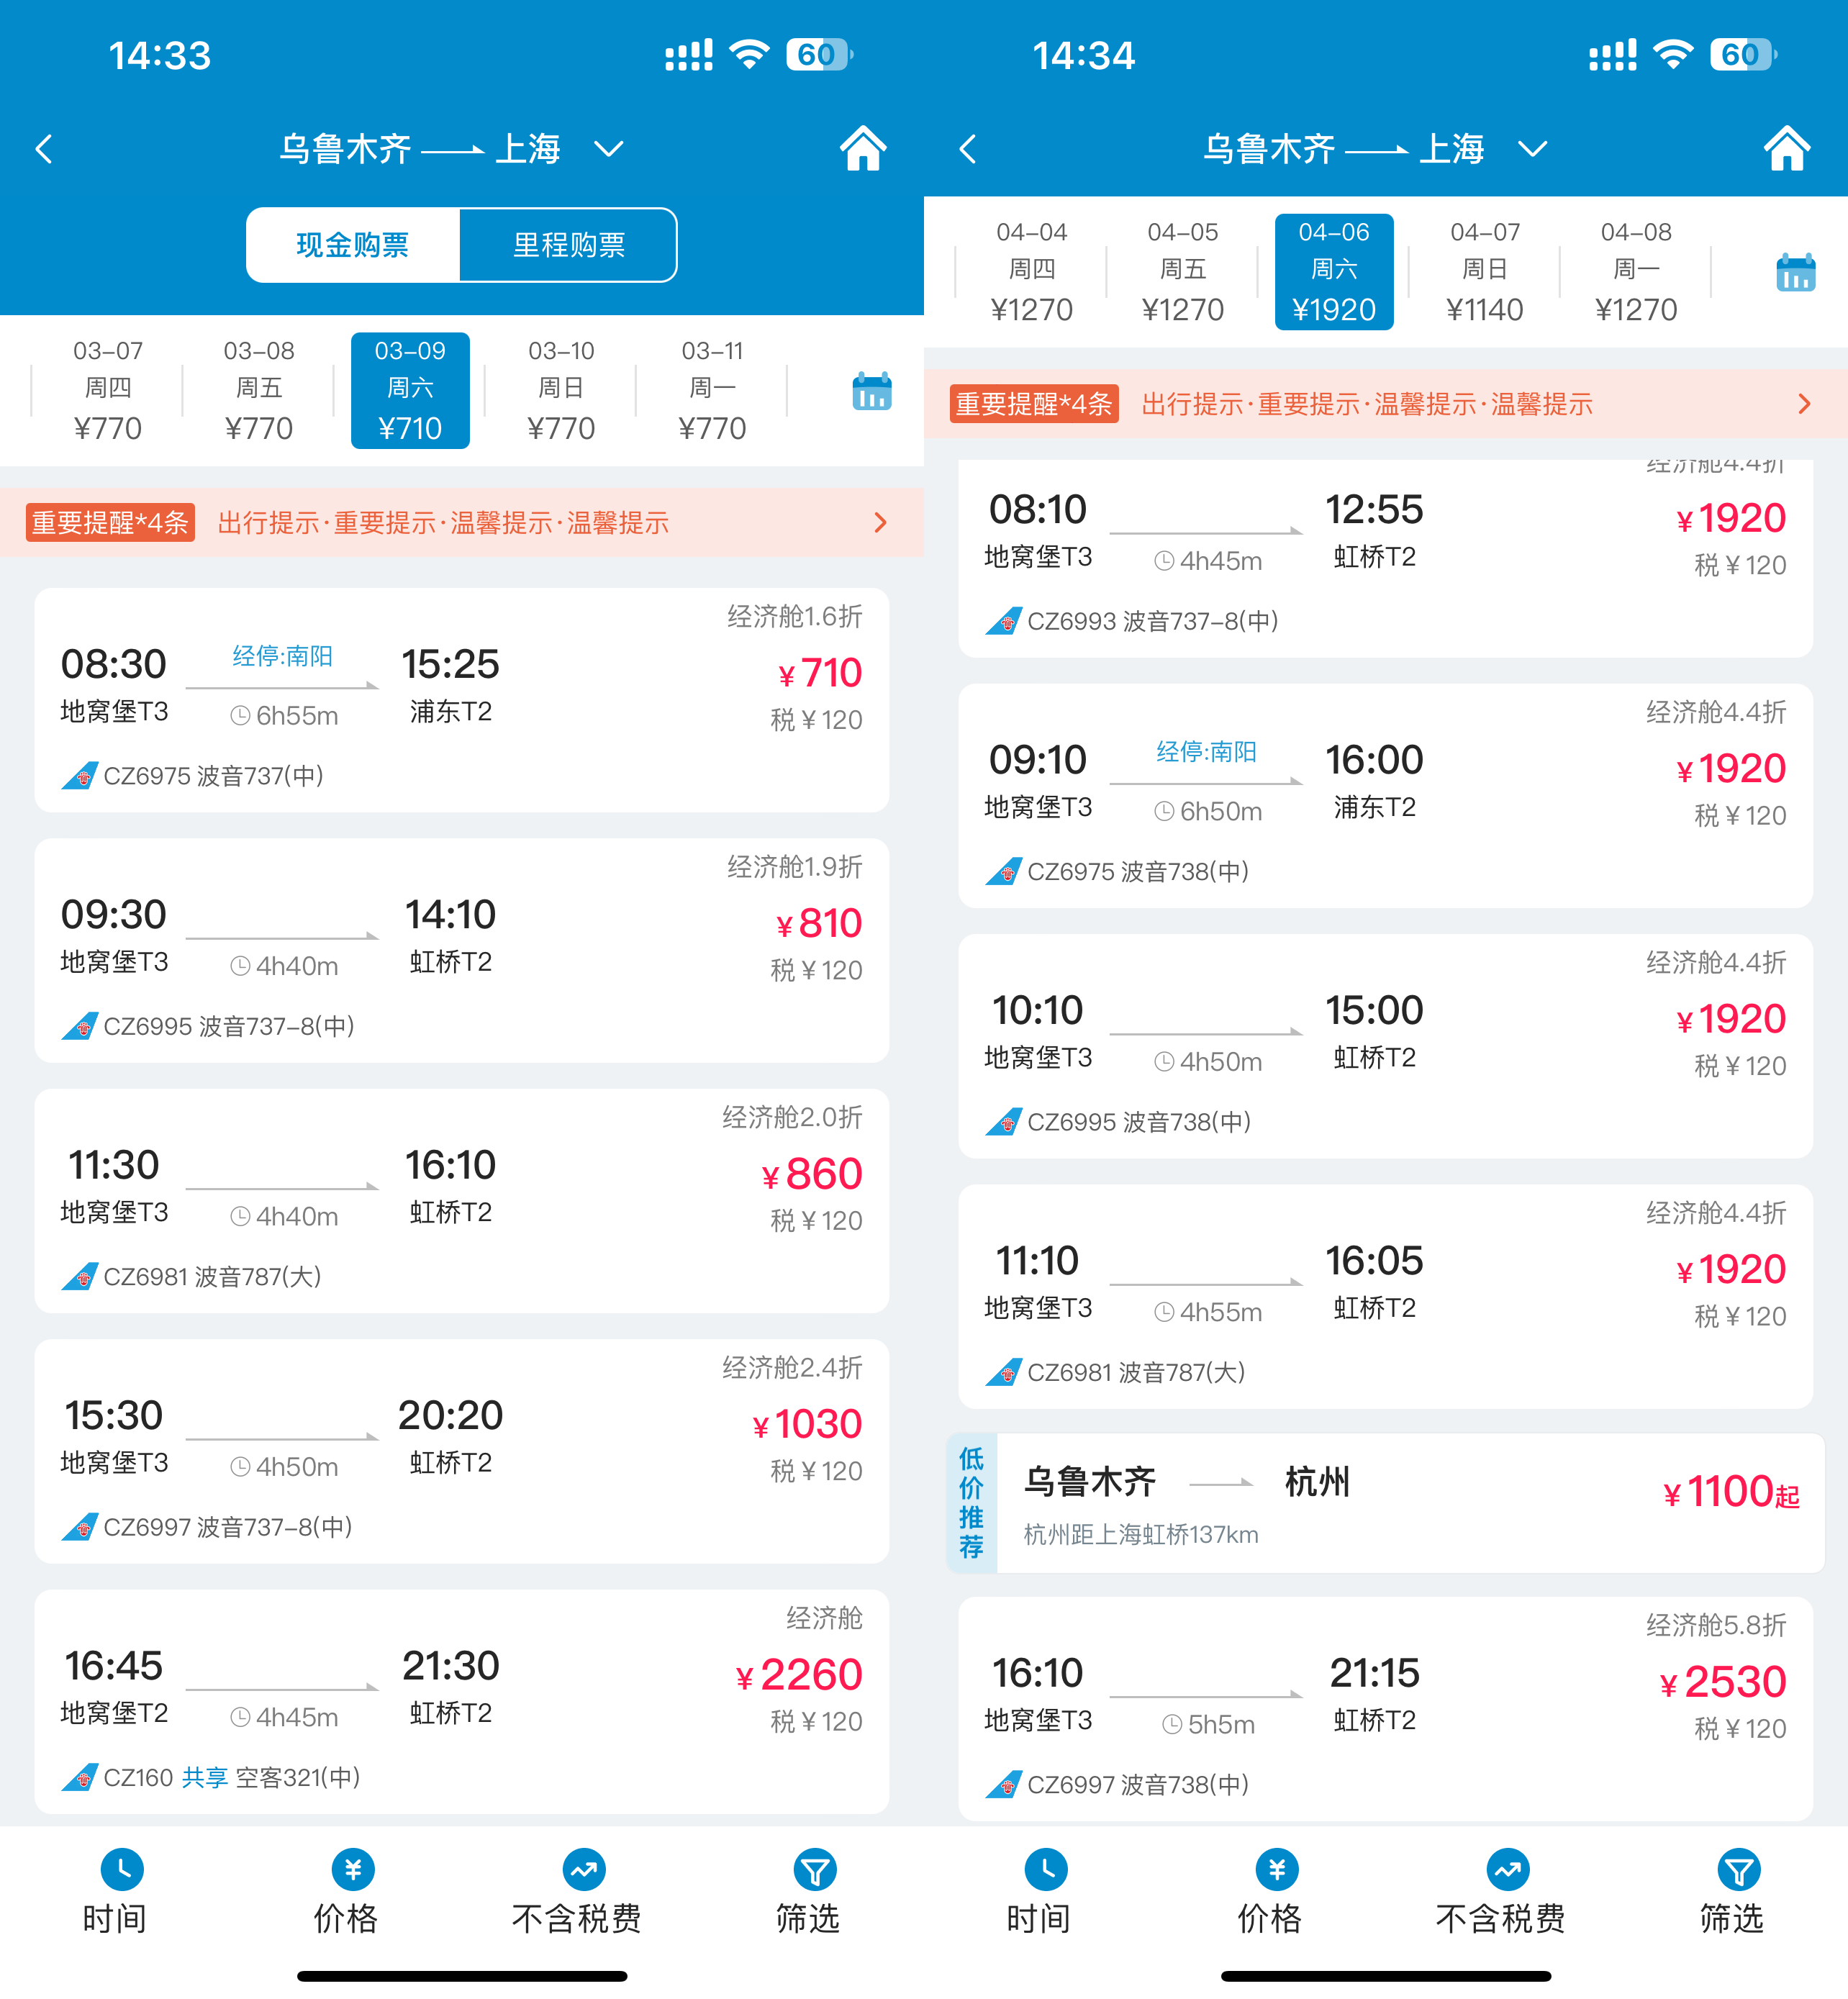 14:33
60
乌鲁木齐 上海
现金购票 里程购票
03-07 03-08 03-09 03-10 03-11
周四 周五 周六 周日 周一
¥770 ¥770 ¥710 ¥770 ¥770
重要提醒*4条 出行提示·重要提示·温馨提示·温馨提示
经济舱1.6折
08:30 经停:南阳 15:25 ¥710
地窝堡T3 6h55m 浦东T2 税¥120
CZ6975 波音737(中)
经济舱1.9折
09:30 14:10 ¥810
地窝堡T3 4h40m 虹桥T2 税¥120
CZ6995 波音737-8(中)
经济舱2.0折
11:30 16:10 ¥860
地窝堡T3 4h40m 虹桥T2 税¥120
CZ6981 波音787(大)
经济舱2.4折
15:30 20:20 ¥1030
地窝堡T3 4h50m 虹桥T2 税¥120
CZ6997 波音737-8(中)
经济舱
16:45 21:30 ¥2260
地窝堡T2 4h45m 虹桥T2 税¥120
CZ160 共享 空客321(中)
时间 价格 不含税费 筛选
14:34
60
乌鲁木齐 上海
04-04 04-05 04-06 04-07 04-08
周四 周五 周六 周日 周一
¥1270 ¥1270 ¥1920 ¥1140 ¥1270
重要提醒*4条 出行提示·重要提示·温馨提示·温馨提示
经济舱4.4折
08:10 12:55 ¥1920
地窝堡T3 4h45m 虹桥T2 税¥120
CZ6993 波音737-8(中)
经济舱4.4折
09:10 经停:南阳 16:00 ¥1920
地窝堡T3 6h50m 浦东T2 税¥120
CZ6975 波音738(中)
经济舱4.4折
10:10 15:00 ¥1920
地窝堡T3 4h50m 虹桥T2 税¥120
CZ6995 波音738(中)
经济舱4.4折
11:10 16:05 ¥1920
地窝堡T3 4h55m 虹桥T2 税¥120
CZ6981 波音787(大)
低价推荐
乌鲁木齐 杭州 ¥1100起
杭州距上海虹桥137km
经济舱5.8折
16:10 21:15 ¥2530
地窝堡T3 5h5m 虹桥T2 税¥120
CZ6997 波音738(中)
时间 价格 不含税费 筛选